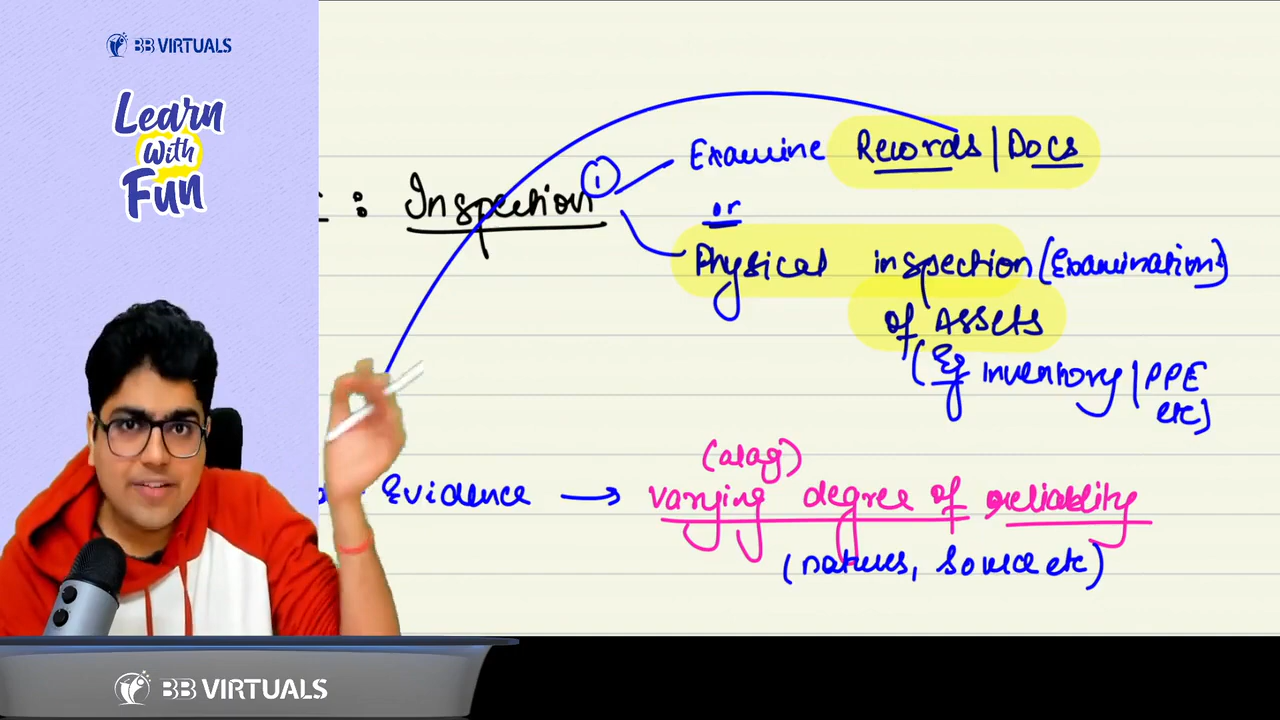 BB VIRTUALS
Learn
With
Fun
Examine Records | Docs
: Inspection ①
or
Physical inspection (Examination)
of Assets
(Eg inventory | PPE
etc)
(alag)
Evidence → varying degree of reliability
(nature, source etc)
BB VIRTUALS